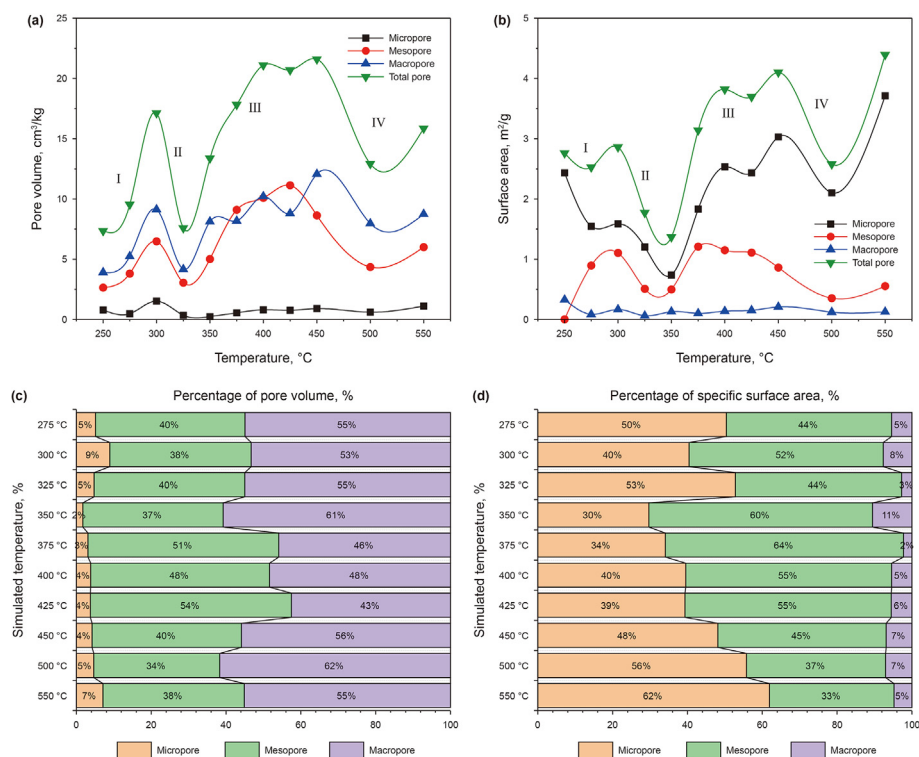 (a)
25
20
15
10
5
0
Pore volume, cm³/kg
Micropore
Mesopore
Macropore
Total pore
I
II
III
IV
250 300 350 400 450 500 550
Temperature, °C
(b)
5
4
3
2
1
0
Surface area, m²/g
I
II
III
IV
Micropore
Mesopore
Macropore
Total pore
250 300 350 400 450 500 550
Temperature, °C
(c)
Percentage of pore volume, %
Simulated temperature, %
275 °C 5% 40% 55%
300 °C 9% 38% 53%
325 °C 5% 40% 55%
350 °C 2% 37% 61%
375 °C 3% 51% 46%
400 °C 4% 48% 48%
425 °C 4% 54% 43%
450 °C 4% 40% 56%
500 °C 5% 34% 62%
550 °C 7% 38% 55%
0 20 40 60 80 100
Micropore Mesopore Macropore
(d)
Percentage of specific surface area, %
Simulated temperature, %
275 °C 50% 44% 5%
300 °C 40% 52% 8%
325 °C 53% 44% 3%
350 °C 30% 60% 11%
375 °C 34% 64% 2%
400 °C 40% 55% 5%
425 °C 39% 55% 6%
450 °C 48% 45% 7%
500 °C 56% 37% 7%
550 °C 62% 33% 5%
0 20 40 60 80 100
Micropore Mesopore Macropore